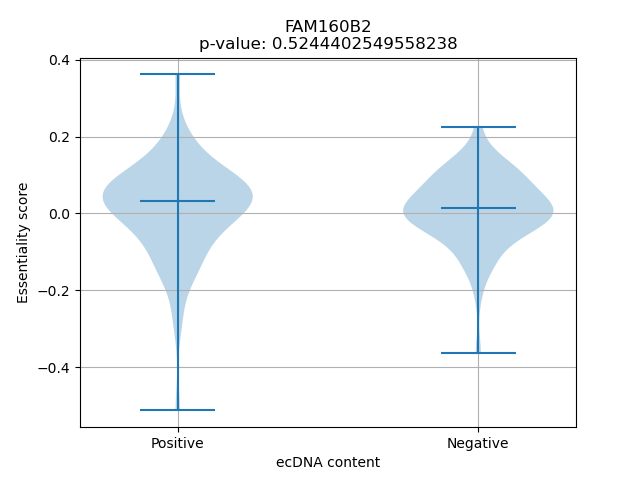 FAM160B2
p-value: 0.5244402549558238
Essentiality score
0.4
0.2
0.0
−0.2
−0.4
Positive
Negative
ecDNA content